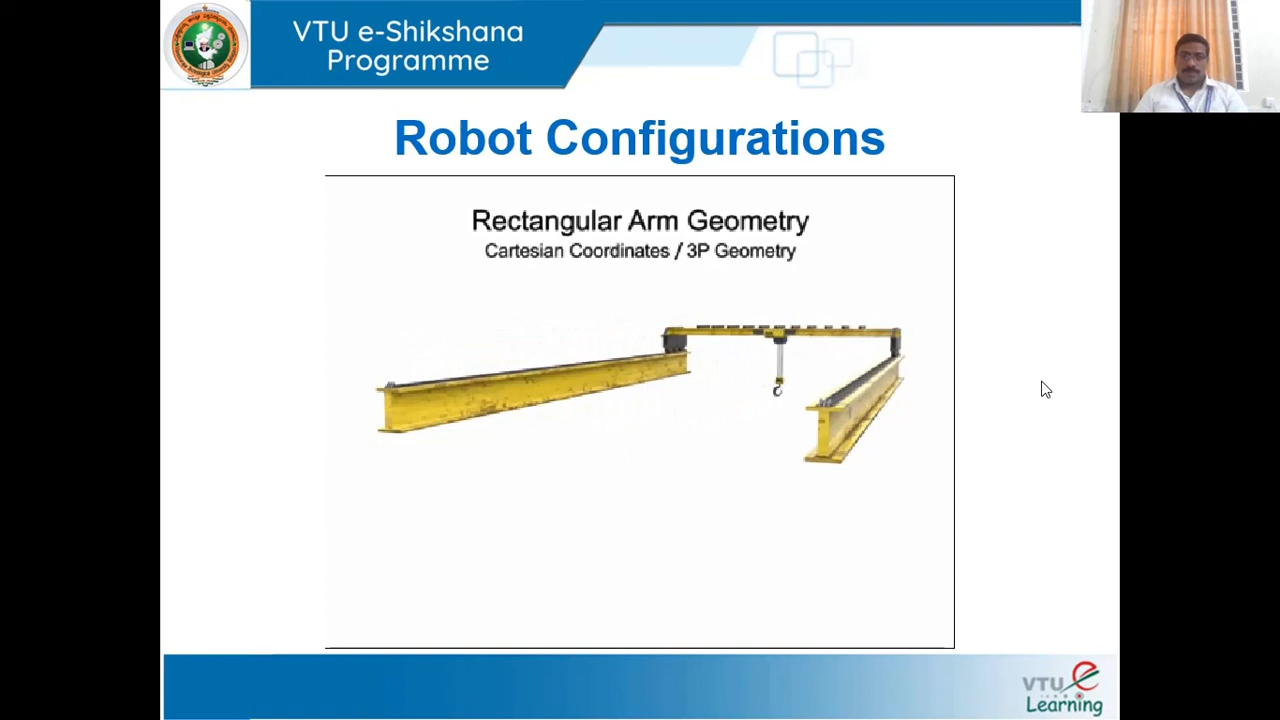 VTU e-Shikshana
Programme
Robot Configurations
Rectangular Arm Geometry
Cartesian Coordinates / 3P Geometry
VTU e
Learning